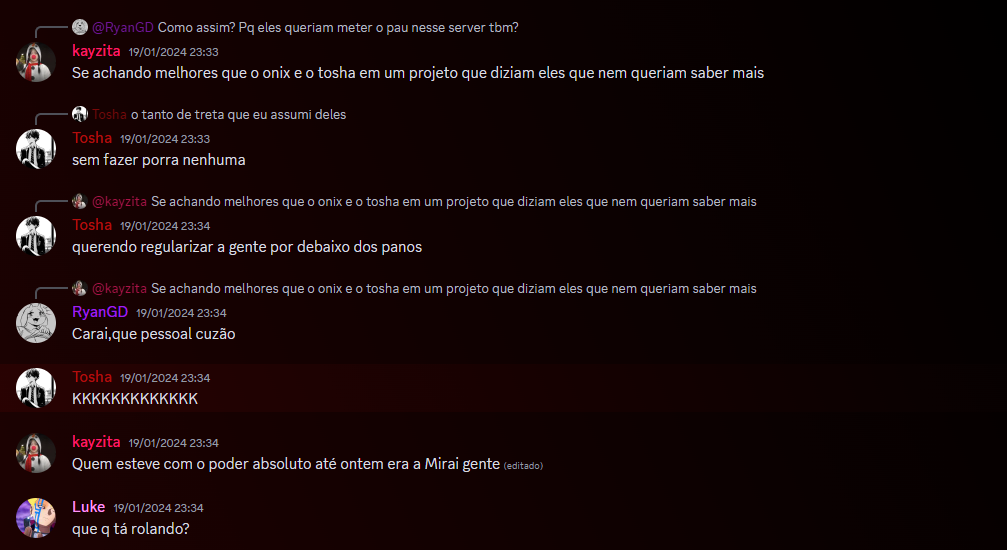 @RyanGD Como assim? Pq eles queriam meter o pau nesse server tbm?
kayzita 19/01/2024 23:33
Se achando melhores que o onix e o tosha em um projeto que diziam eles que nem queriam saber mais
Tosha o tanto de treta que eu assumi deles
Tosha 19/01/2024 23:33
sem fazer porra nenhuma
@kayzita Se achando melhores que o onix e o tosha em um projeto que diziam eles que nem queriam saber mais
Tosha 19/01/2024 23:34
querendo regularizar a gente por debaixo dos panos
@kayzita Se achando melhores que o onix e o tosha em um projeto que diziam eles que nem queriam saber mais
RyanGD 19/01/2024 23:34
Carai,que pessoal cuzão
Tosha 19/01/2024 23:34
KKKKKKKKKKKKK
kayzita 19/01/2024 23:34
Quem esteve com o poder absoluto até ontem era a Mirai gente (editado)
Luke 19/01/2024 23:34
que q tá rolando?